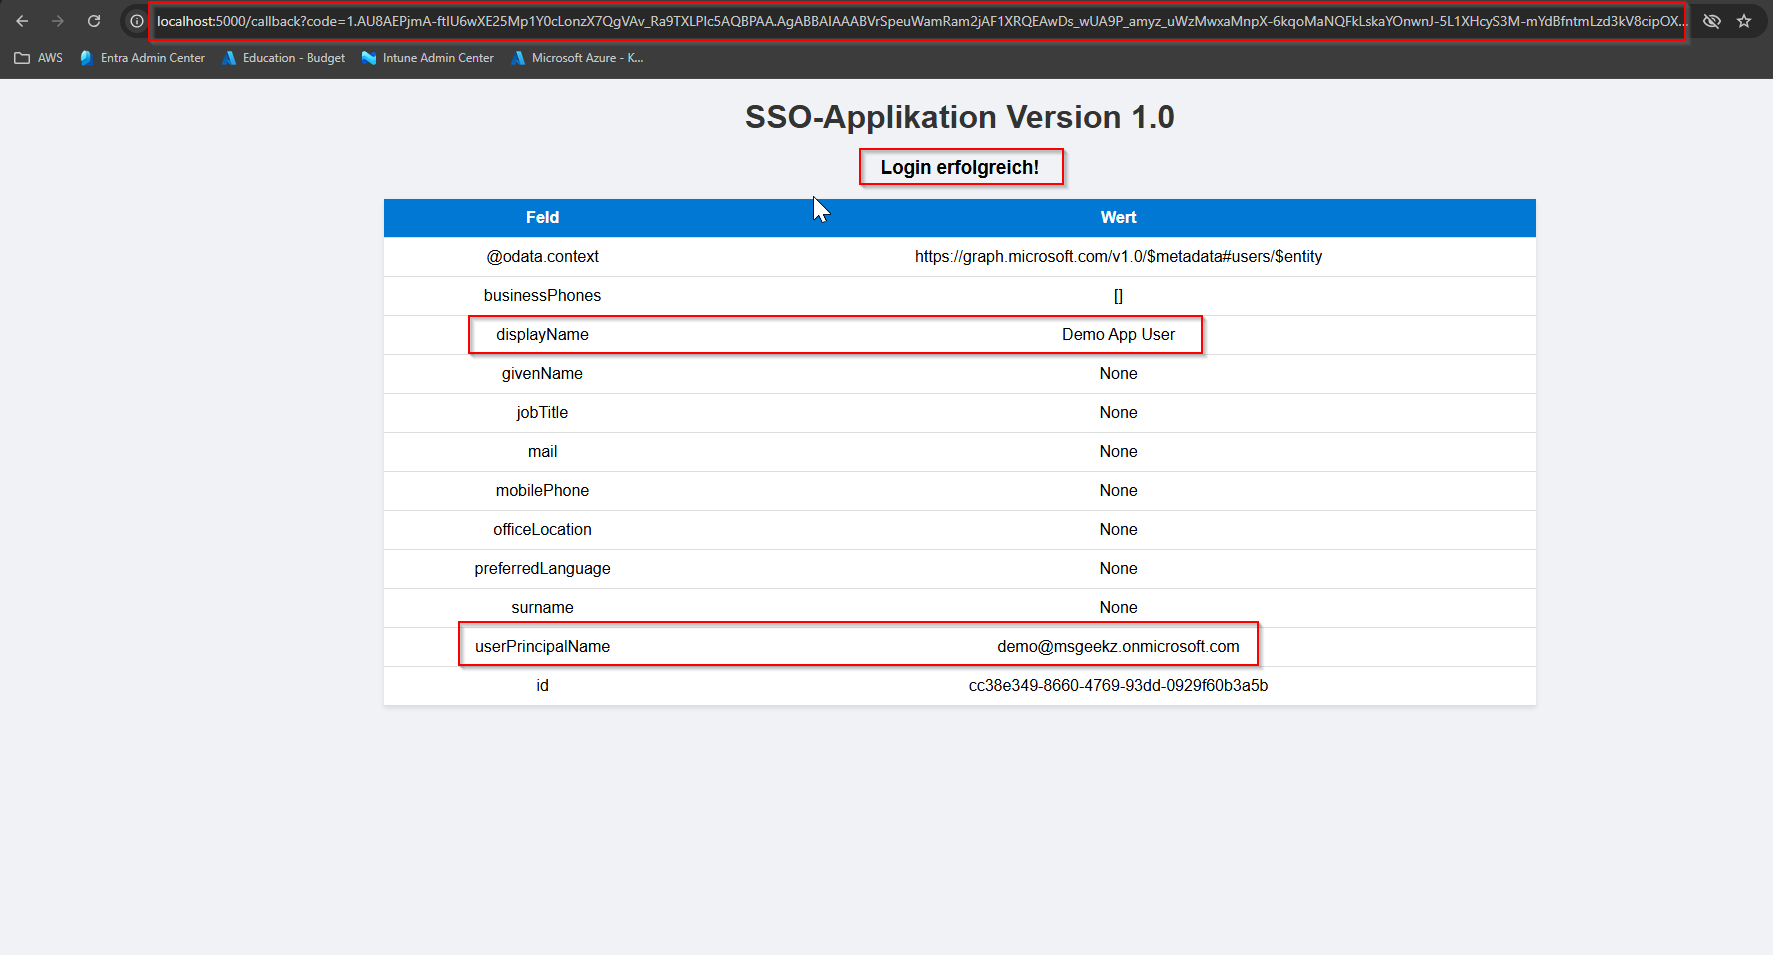 localhost:5000/callback?code=1.AU8AEPjmA-ftIU6wXE25Mp1Y0cLonzX7QgVAv_Ra9TXLPIc5AQBPAA.AgABBAIAAABVrSpeuWamRam2jAF1XRQEAwDs_wUA9P_amyz_uWzMwxaMnpX-6kqoMaNQFkLskaYOnwnJ-5L1XHcyS3M-mYdBfntmLzd3kV8cipOX...
AWS Entra Admin Center Education - Budget Intune Admin Center Microsoft Azure - K...
SSO-Applikation Version 1.0
Login erfolgreich!
Feld Wert
@odata.context https://graph.microsoft.com/v1.0/$metadata#users/$entity
businessPhones []
displayName Demo App User
givenName None
jobTitle None
mail None
mobilePhone None
officeLocation None
preferredLanguage None
surname None
userPrincipalName demo@msgeekz.onmicrosoft.com
id cc38e349-8660-4769-93dd-0929f60b3a5b